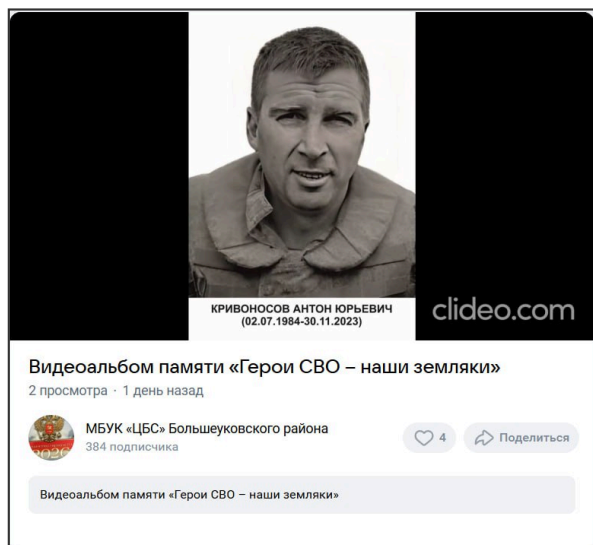 КРИВОНОСОВ АНТОН ЮРЬЕВИЧ
(02.07.1984-30.11.2023)
clideo.com
Видеоальбом памяти «Герои СВО – наши земляки»
2 просмотра · 1 день назад
МБУК «ЦБС» Большеуковского района
384 подписчика
4
Поделиться
Видеоальбом памяти «Герои СВО – наши земляки»